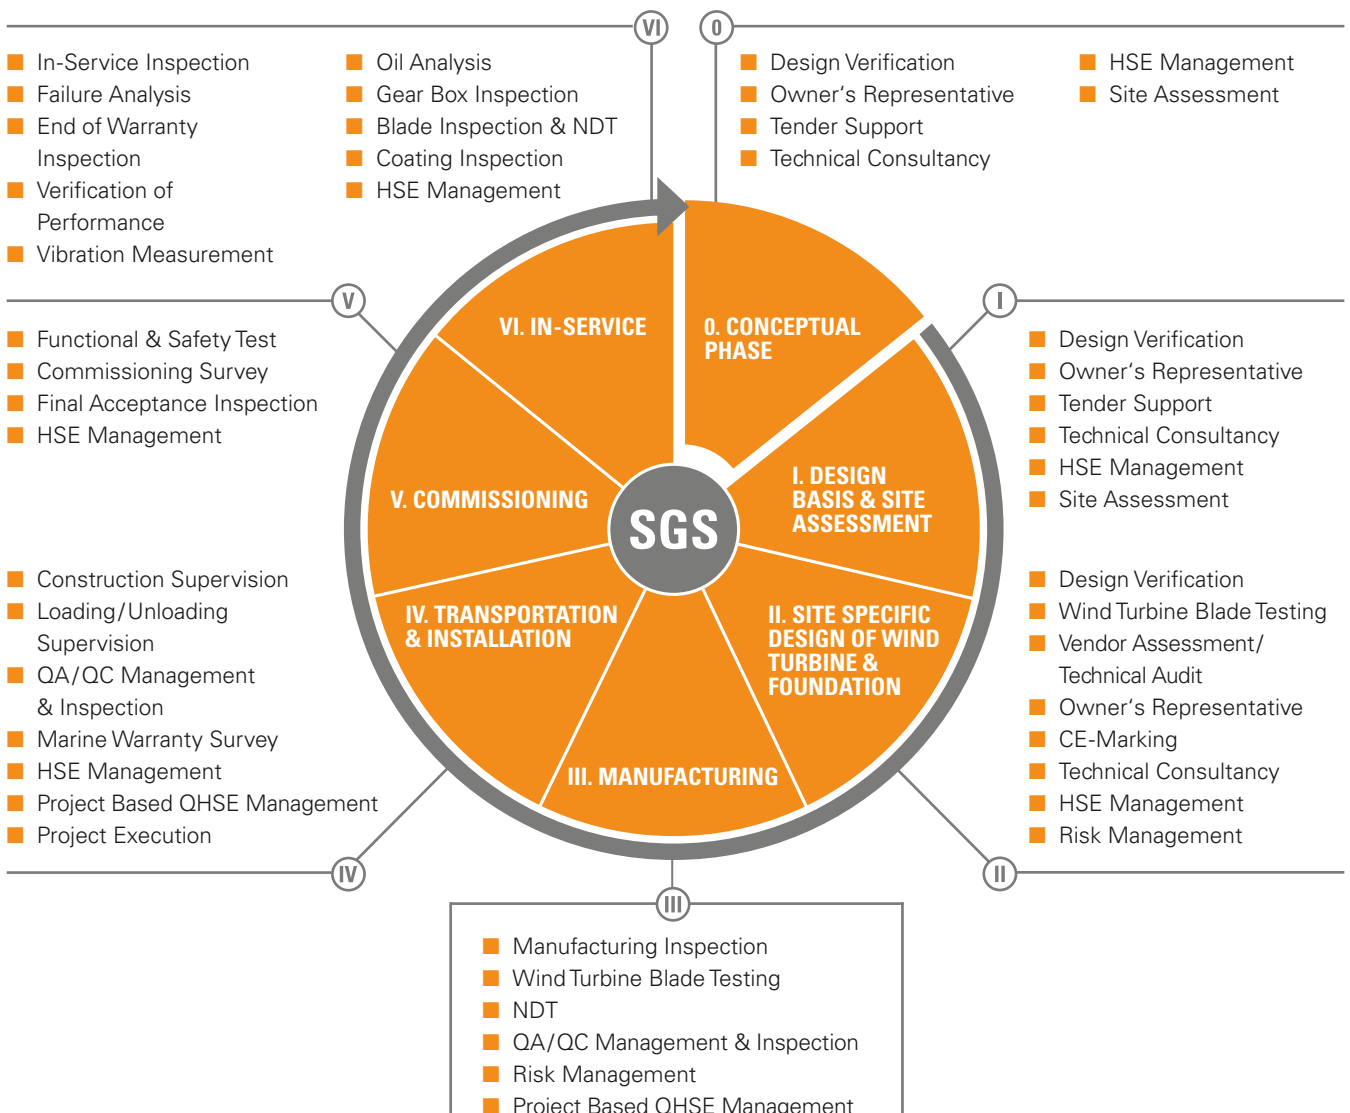 VI
In-Service Inspection
Failure Analysis
End of Warranty
Inspection
Verification of
Performance
Vibration Measurement
Oil Analysis
Gear Box Inspection
Blade Inspection & NDT
Coating Inspection
HSE Management
0
Design Verification
Owner‘s Representative
Tender Support
Technical Consultancy
HSE Management
Site Assessment
V
Functional & Safety Test
Commissioning Survey
Final Acceptance Inspection
HSE Management
I
Design Verification
Owner‘s Representative
Tender Support
Technical Consultancy
HSE Management
Site Assessment
VI. IN-SERVICE
0. CONCEPTUAL
PHASE
V. COMMISSIONING
I. DESIGN
BASIS & SITE
ASSESSMENT
SGS
IV. TRANSPORTATION
& INSTALLATION
II. SITE SPECIFIC
DESIGN OF WIND
TURBINE &
FOUNDATION
III. MANUFACTURING
Construction Supervision
Loading/Unloading
Supervision
QA/QC Management
& Inspection
Marine Warranty Survey
HSE Management
Project Based QHSE Management
Project Execution
IV
Design Verification
Wind Turbine Blade Testing
Vendor Assessment/
Technical Audit
Owner‘s Representative
CE-Marking
Technical Consultancy
HSE Management
Risk Management
II
III
Manufacturing Inspection
Wind Turbine Blade Testing
NDT
QA/QC Management & Inspection
Risk Management
Project Based QHSE Management